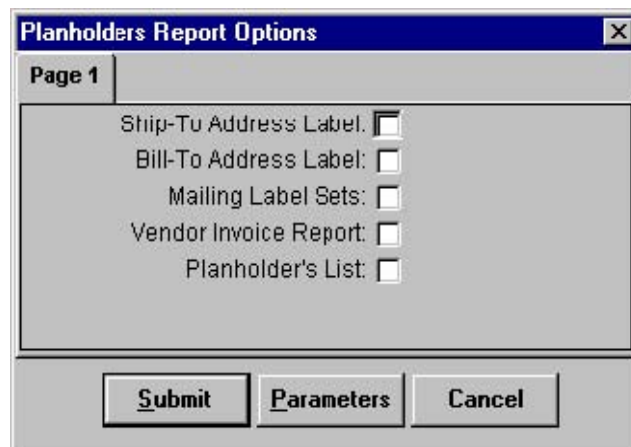 Planholders Report Options
Page 1
Ship-To Address Label:
Bill-To Address Label:
Mailing Label Sets:
Vendor Invoice Report:
Planholder's List:
Submit Parameters Cancel